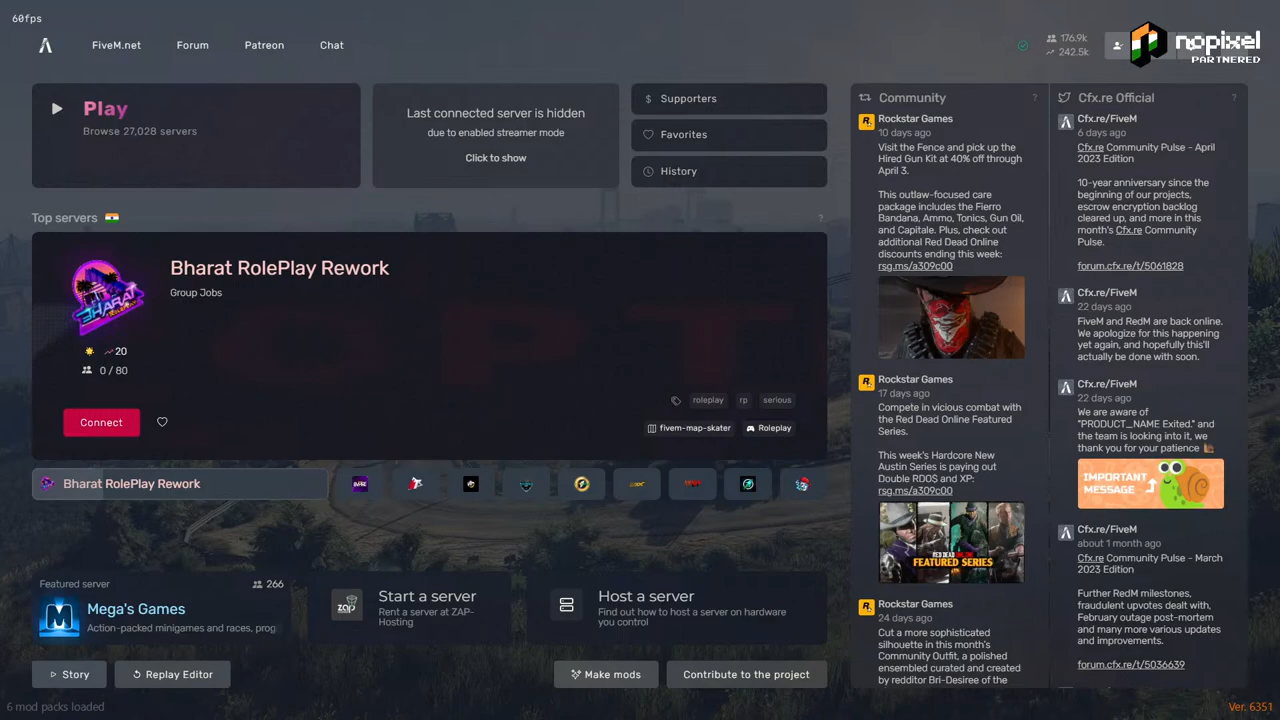 60fps
FiveM.net
Forum
Patreon
Chat
176.9k
242.5k
nopixel
PARTNERED
Play
Browse 27,028 servers
Last connected server is hidden
due to enabled streamer mode
Click to show
Supporters
Favorites
History
Top servers
?
Bharat RolePlay Rework
Group Jobs
BHARAT
20
0 / 80
Connect
roleplay
rp
serious
fivem-map-skater
Roleplay
Bharat RolePlay Rework
Featured server
266
Mega's Games
Action-packed minigames and races, prog
ZAP
Start a server
Rent a server at ZAP-
Hosting
Host a server
Find out how to host a server on hardware
you control
Story
Replay Editor
Make mods
Contribute to the project
6 mod packs loaded
Community
?
Rockstar Games
10 days ago
Visit the Fence and pick up the
Hired Gun Kit at 40% off through
April 3.
This outlaw-focused care
package includes the Fierro
Bandana, Ammo, Tonics, Gun Oil,
and Capitale. Plus, check out
additional Red Dead Online
discounts ending this week:
rsg.ms/a309c00
Rockstar Games
17 days ago
Compete in vicious combat with
the Red Dead Online Featured
Series.
This week's Hardcore New
Austin Series is paying out
Double RDO$ and XP:
rsg.ms/a309c00
RED DEAD ONLINE
FEATURED SERIES
Rockstar Games
24 days ago
Cut a more sophisticated
silhouette in this month's
Community Outfit, a polished
ensembled curated and created
by redditor Bri-Desiree of the
Cfx.re Official
?
Cfx.re/FiveM
6 days ago
Cfx.re Community Pulse - April
2023 Edition
10-year anniversary since the
beginning of our projects,
escrow encryption backlog
cleared up, and more in this
month's Cfx.re Community
Pulse.
forum.cfx.re/t/5061828
Cfx.re/FiveM
22 days ago
FiveM and RedM are back online.
We apologize for this happening
yet again, and hopefully this'll
actually be done with soon.
Cfx.re/FiveM
22 days ago
We are aware of
"PRODUCT_NAME Exited." and
the team is looking into it, we
thank you for your patience
IMPORTANT
MESSAGE
Cfx.re/FiveM
about 1 month ago
Cfx.re Community Pulse - March
2023 Edition
Further RedM milestones,
fraudulent upvotes dealt with,
February outage post-mortem
and many more various updates
and improvements.
forum.cfx.re/t/5036639
Ver. 6351